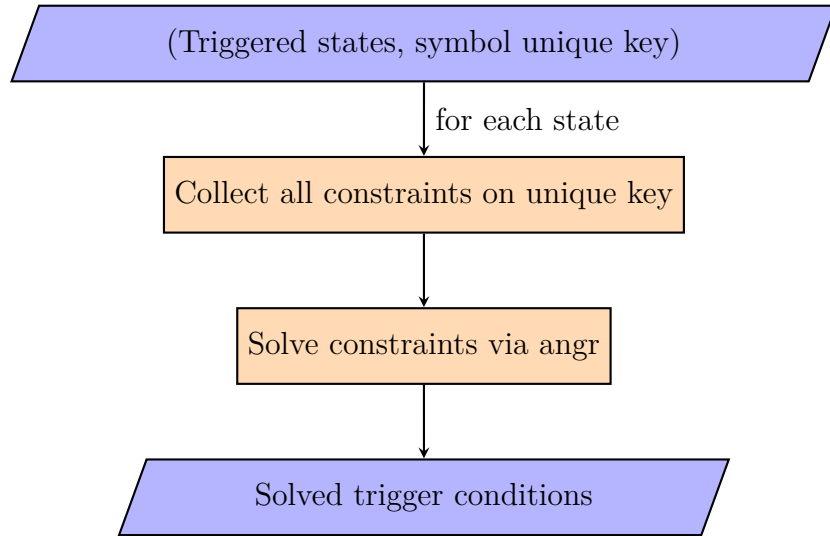 (Triggered states, symbol unique key)
for each state
Collect all constraints on unique key
Solve constraints via angr
Solved trigger conditions